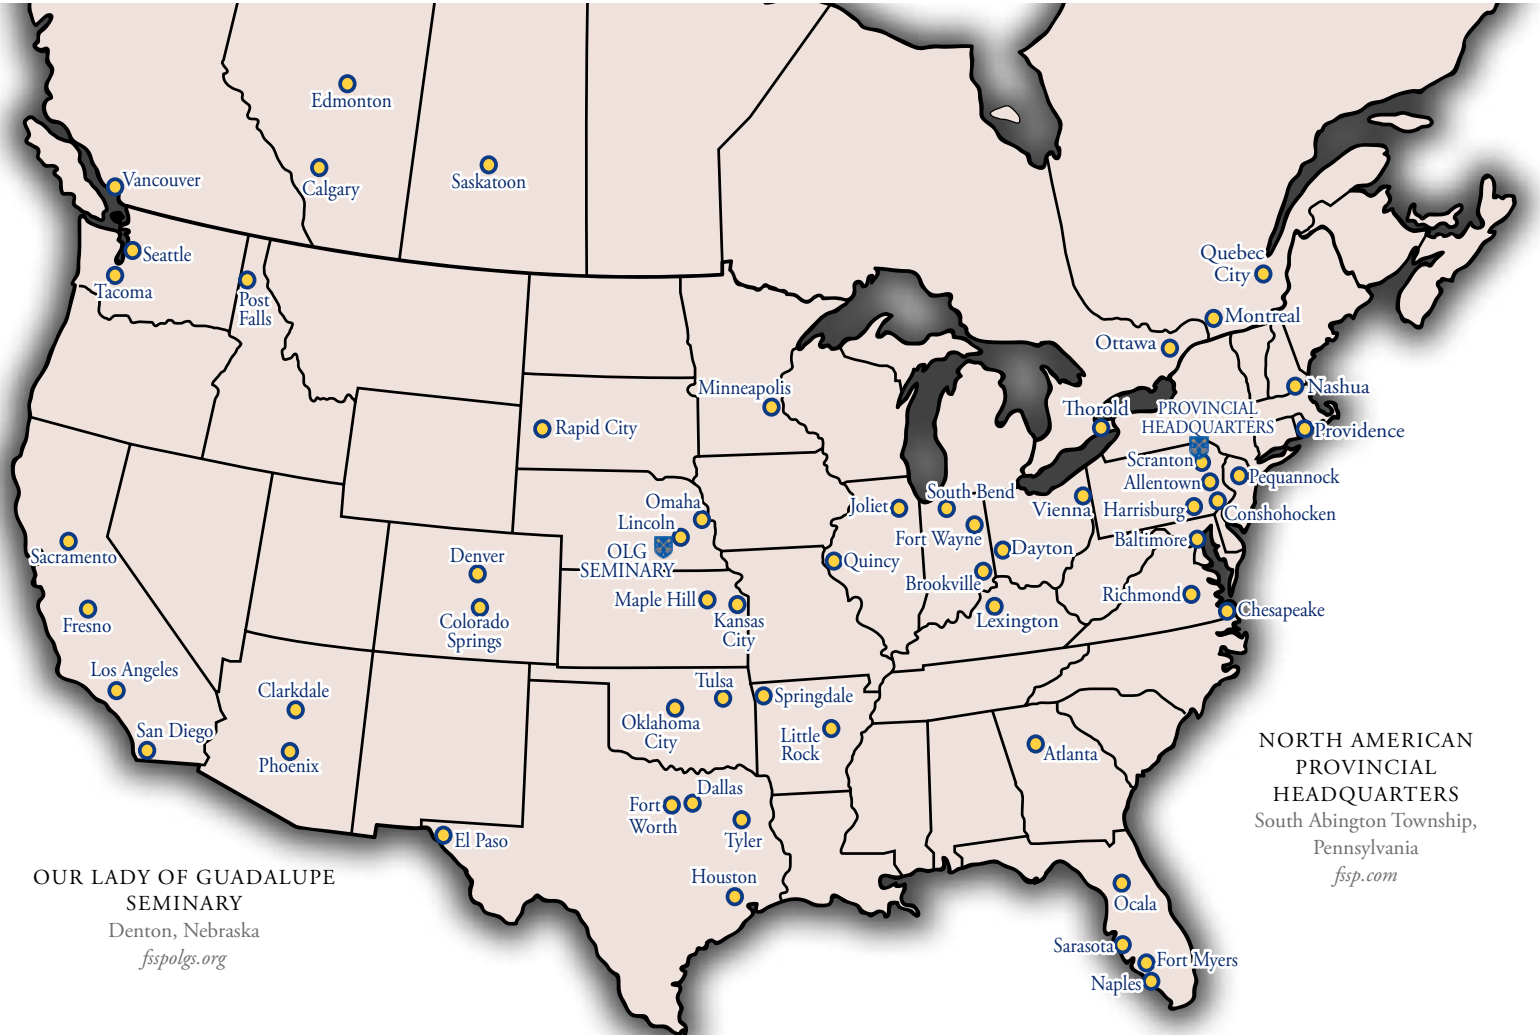 Edmonton
Calgary
Saskatoon
Vancouver
Seattle
Tacoma
Post
Falls
Quebec
City
Montreal
Ottawa
Nashua
Thorold
PROVINCIAL
HEADQUARTERS
Providence
Minneapolis
Rapid City
Scranton
Allentown
Pequannock
Harrisburg
Conshohocken
Baltimore
Vienna
South Bend
Joliet
Fort Wayne
Dayton
Quincy
Brookville
Lexington
Richmond
Chesapeake
Omaha
Lincoln
OLG
SEMINARY
Maple Hill
Kansas
City
Denver
Colorado
Springs
Sacramento
Fresno
Los Angeles
San Diego
Clarkdale
Phoenix
Tulsa
Oklahoma
City
Springdale
Little
Rock
Atlanta
Dallas
Fort
Worth
Tyler
El Paso
Houston
Ocala
Sarasota
Fort Myers
Naples
OUR LADY OF GUADALUPE
SEMINARY
Denton, Nebraska
fsspolgs.org
NORTH AMERICAN
PROVINCIAL
HEADQUARTERS
South Abington Township,
Pennsylvania
fssp.com